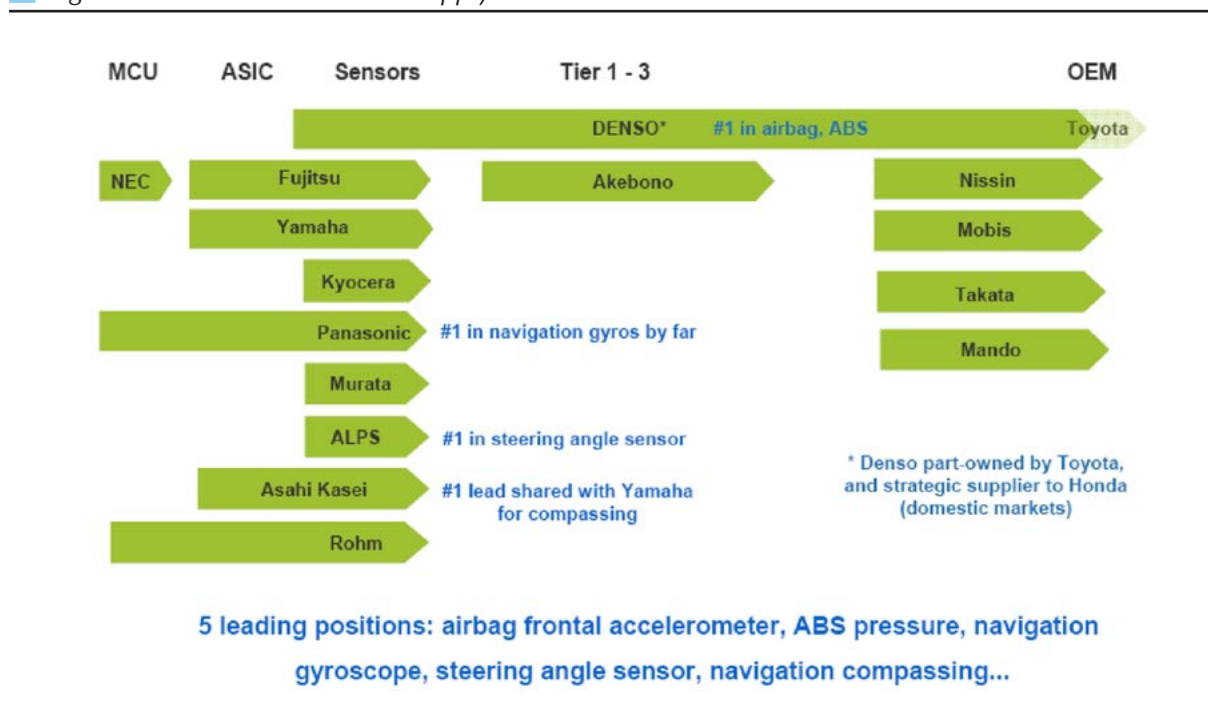 MCU ASIC Sensors Tier 1 - 3 OEM
DENSO* #1 in airbag, ABS Toyota
NEC Fujitsu Akebono Nissin
Yamaha Mobis
Kyocera Takata
Panasonic #1 in navigation gyros by far Mando
Murata
ALPS #1 in steering angle sensor
Asahi Kasei #1 lead shared with Yamaha
for compassing
Rohm
* Denso part-owned by Toyota,
and strategic supplier to Honda
(domestic markets)
5 leading positions: airbag frontal accelerometer, ABS pressure, navigation
gyroscope, steering angle sensor, navigation compassing...